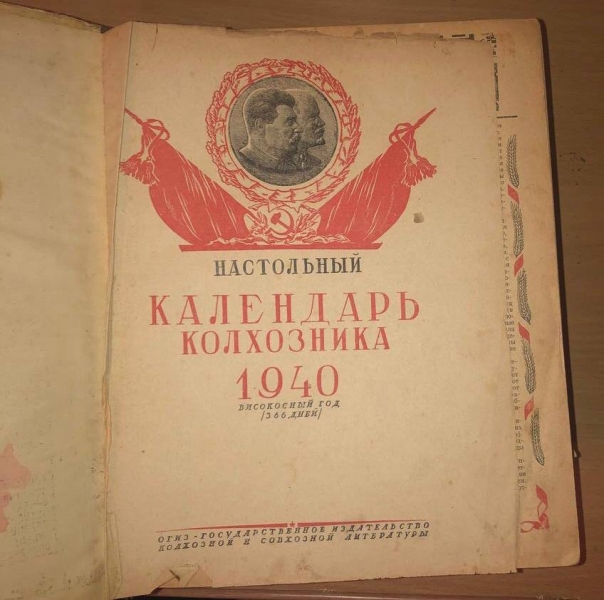 НАСТОЛЬНЫЙ
КАЛЕНДАРЬ
КОЛХОЗНИКА
1940
ВИСОКОСНЫЙ ГОД
/366 ДНЕЙ/
ОГИЗ - ГОСУДАРСТВЕННОЕ ИЗДАТЕЛЬСТВО
КОЛХОЗНОЙ И СОВХОЗНОЙ ЛИТЕРАТУРЫ